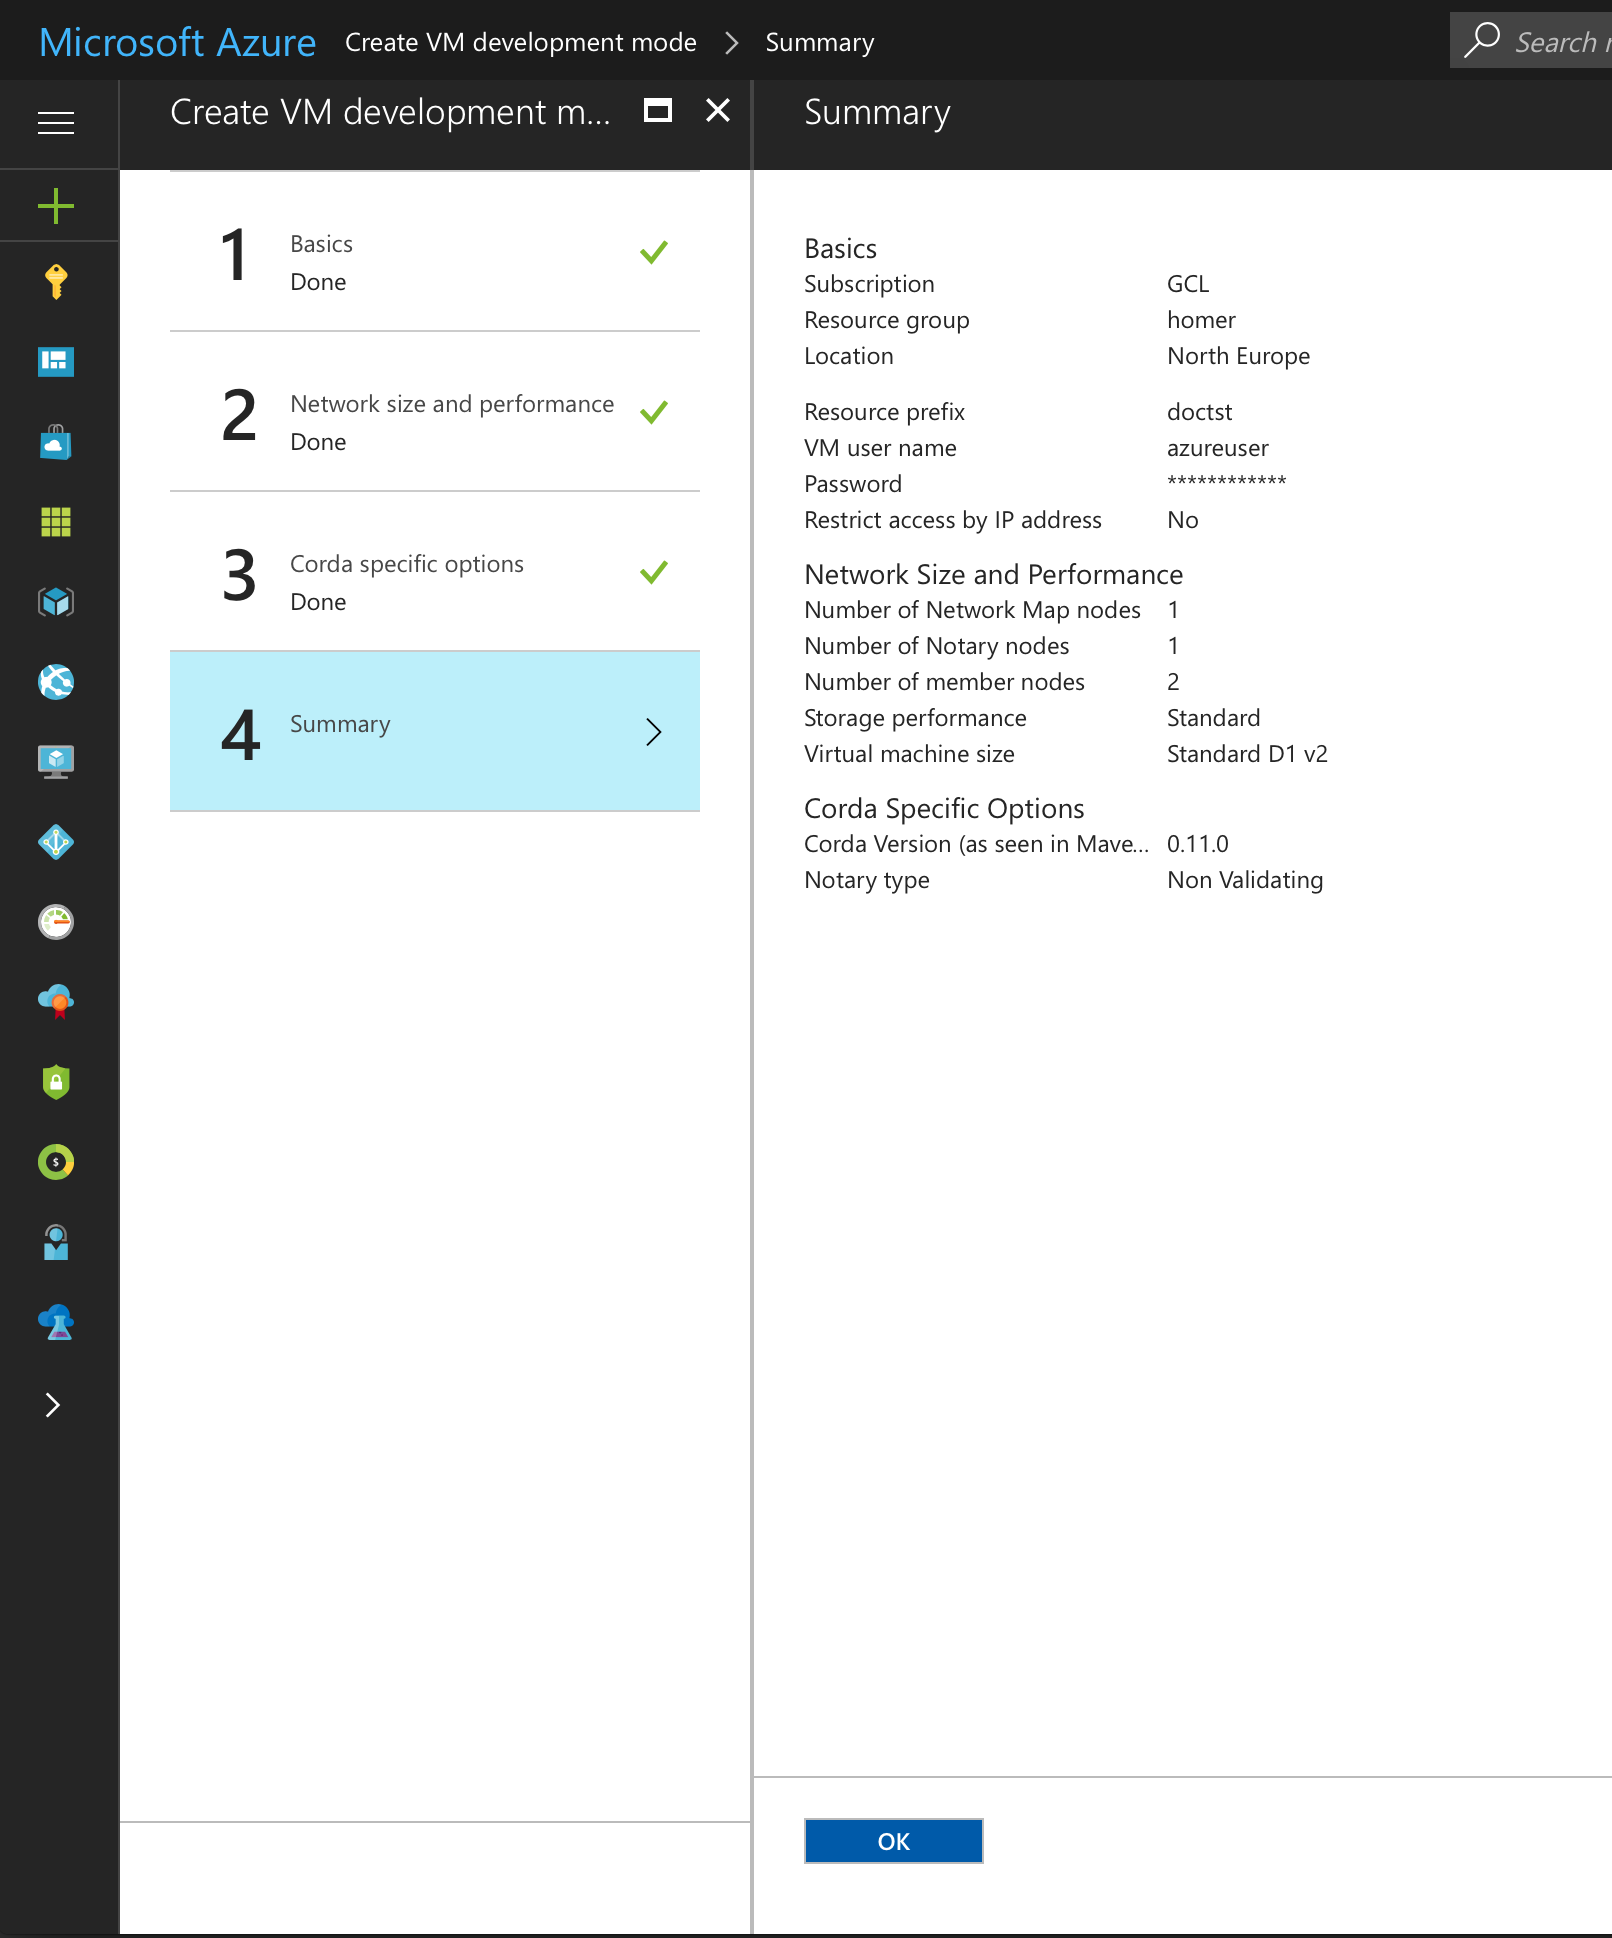 Microsoft Azure Create VM development mode Summary
Search
Create VM development m...
Summary
1 Basics
Done
2 Network size and performance
Done
3 Corda specific options
Done
4 Summary
Basics
Subscription GCL
Resource group homer
Location North Europe
Resource prefix doctst
VM user name azureuser
Password ************
Restrict access by IP address No
Network Size and Performance
Number of Network Map nodes 1
Number of Notary nodes 1
Number of member nodes 2
Storage performance Standard
Virtual machine size Standard D1 v2
Corda Specific Options
Corda Version (as seen in Mave... 0.11.0
Notary type Non Validating
$
OK